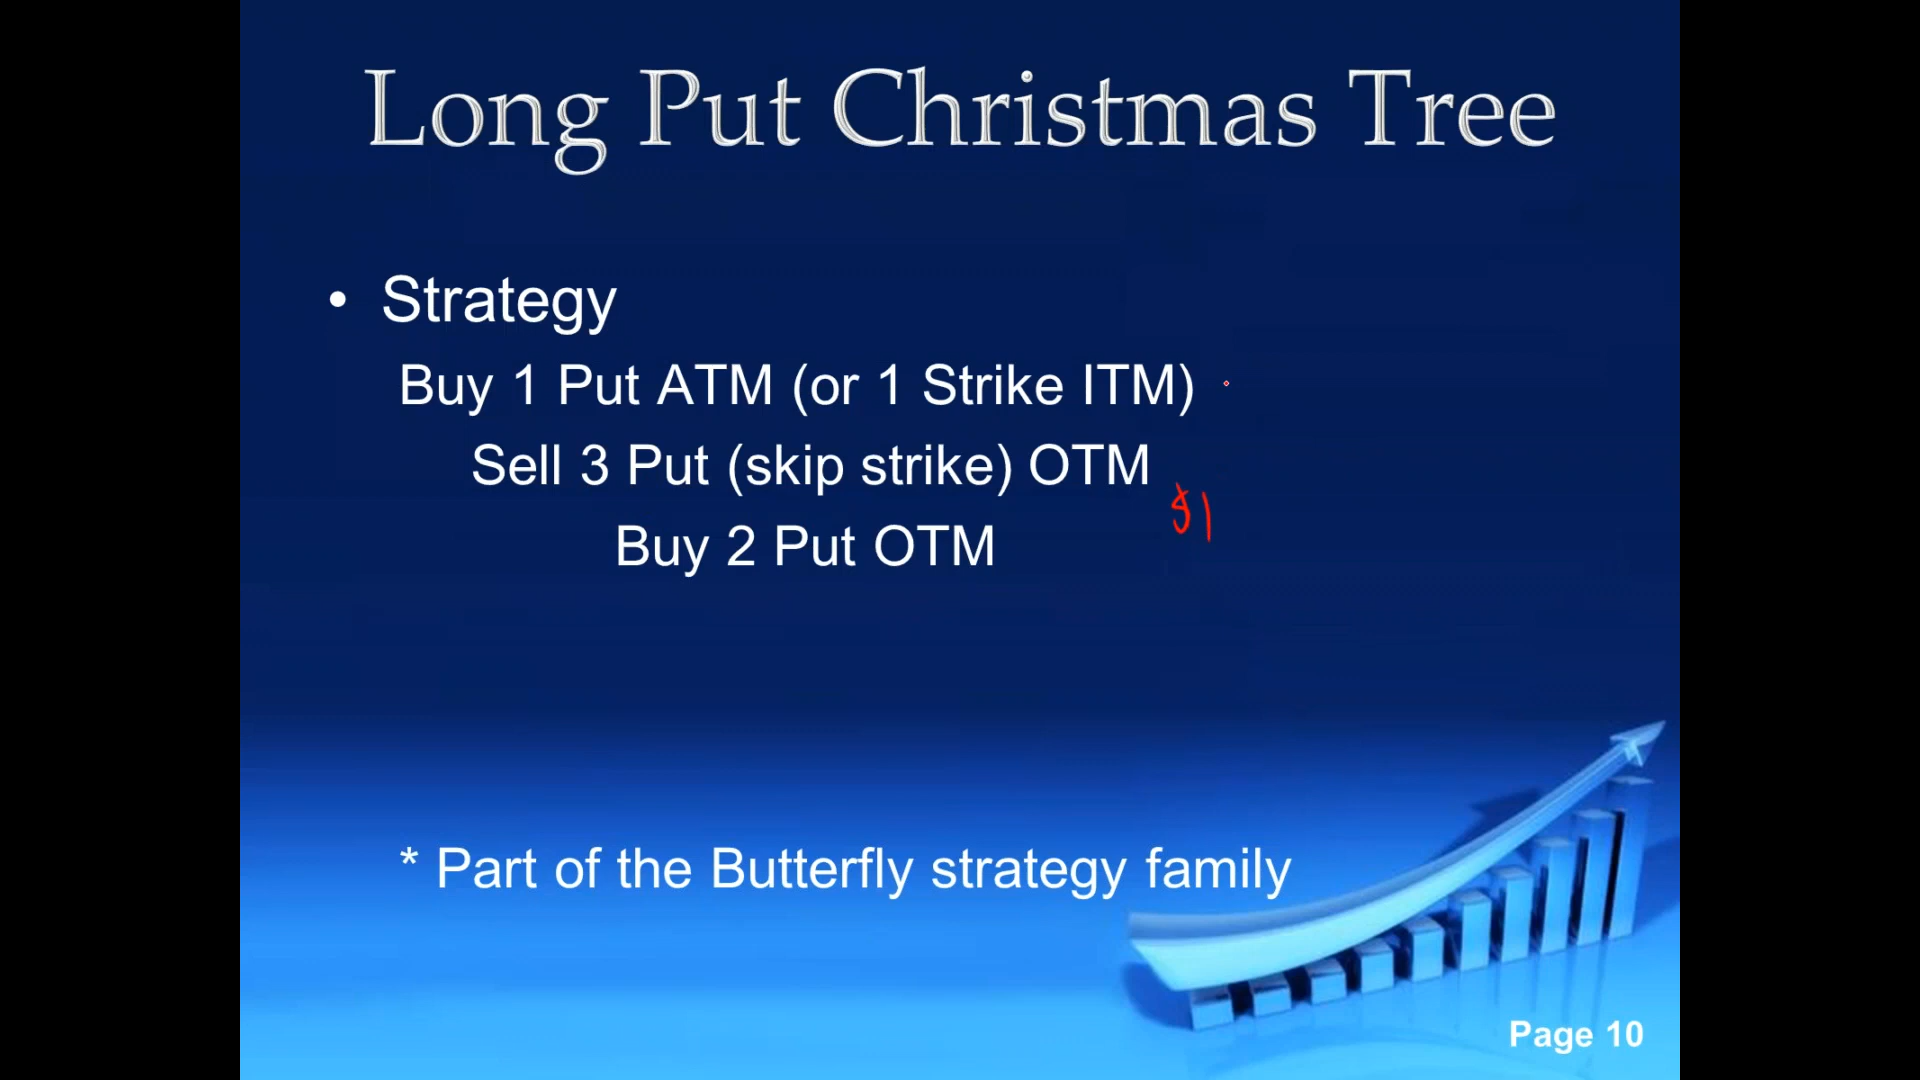 Long Put Christmas Tree
• Strategy
Buy 1 Put ATM (or 1 Strike ITM)
Sell 3 Put (skip strike) OTM
$1
Buy 2 Put OTM
* Part of the Butterfly strategy family
Page 10